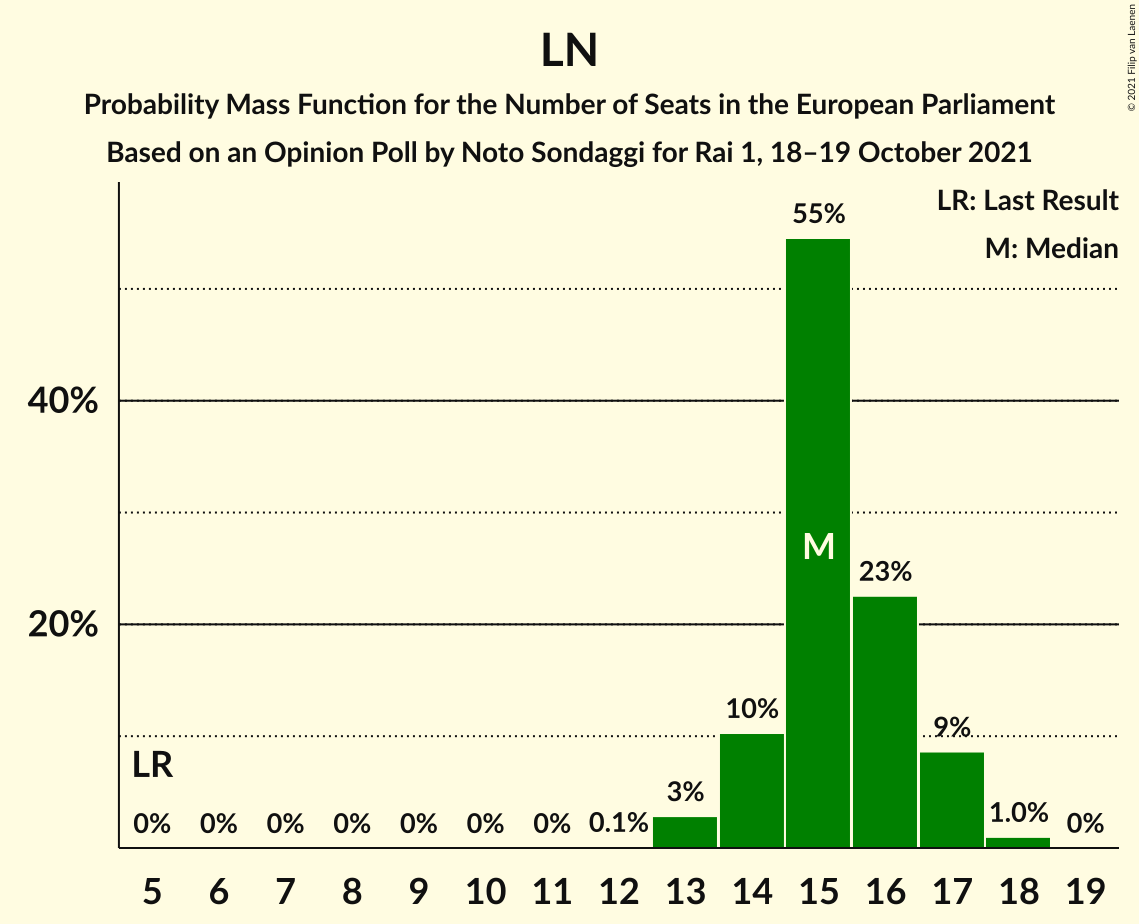 LN
Probability Mass Function for the Number of Seats in the European Parliament
Based on an Opinion Poll by Noto Sondaggi for Rai 1, 18–19 October 2021
© 2021 Filip van Laenen
LR: Last Result
M: Median
55%
40%
M
23%
20%
10%
9%
LR
3%
0% 0% 0% 0% 0% 0% 0% 0.1% 1.0% 0%
5 6 7 8 9 10 11 12 13 14 15 16 17 18 19